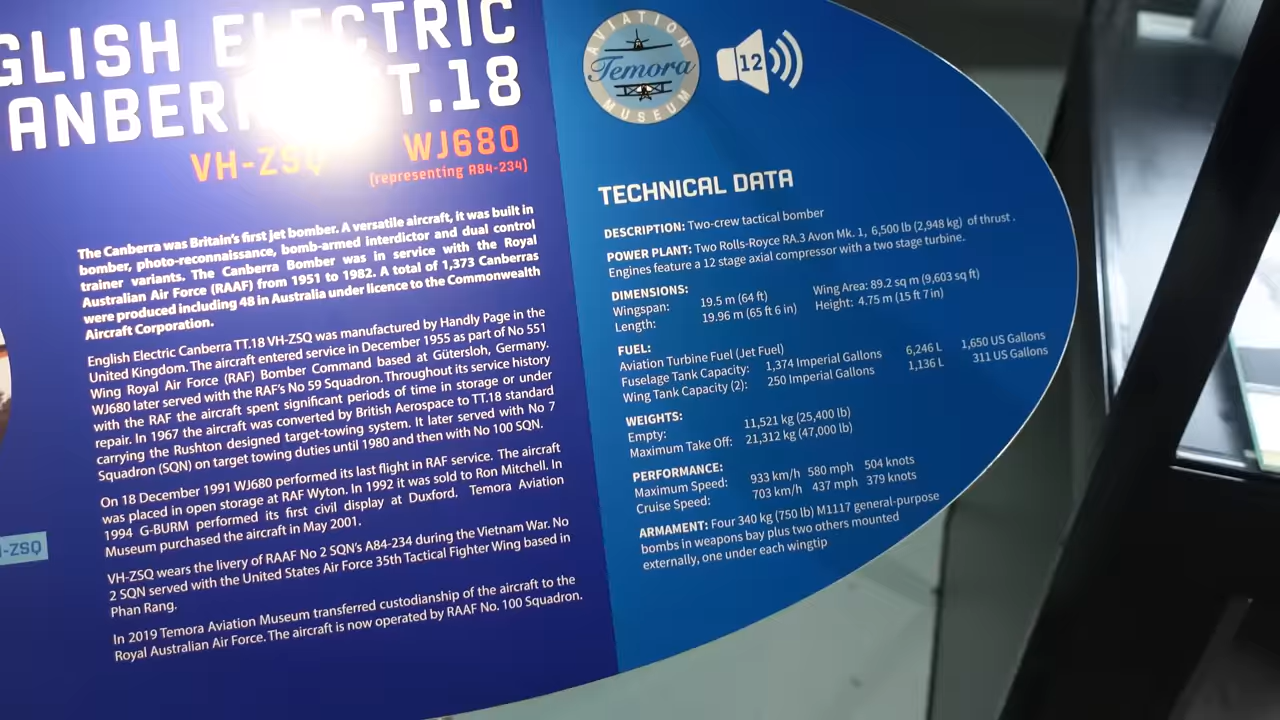 GLISH ELECTRIC
ANBERRA TT.18
VH-ZSQ WJ680
(representing A84-234)
The Canberra was Britain's first jet bomber. A versatile aircraft, it was built in
bomber, photo-reconnaissance, bomb-armed interdictor and dual control
trainer variants. The Canberra Bomber was in service with the Royal
Australian Air Force (RAAF) from 1951 to 1982. A total of 1,373 Canberras
were produced including 48 in Australia under licence to the Commonwealth
Aircraft Corporation.
English Electric Canberra TT.18 VH-ZSQ was manufactured by Handly Page in the
United Kingdom. The aircraft entered service in December 1955 as part of No 551
Wing Royal Air Force (RAF) Bomber Command based at Gütersloh, Germany.
WJ680 later served with the RAF's No 59 Squadron. Throughout its service history
with the RAF the aircraft spent significant periods of time in storage or under
repair. In 1967 the aircraft was converted by British Aerospace to TT.18 standard
carrying the Rushton designed target-towing system. It later served with No 7
Squadron (SQN) on target towing duties until 1980 and then with No 100 SQN.
On 18 December 1991 WJ680 performed its last flight in RAF service. The aircraft
was placed in open storage at RAF Wyton. In 1992 it was sold to Ron Mitchell. In
1994 G-BURM performed its first civil display at Duxford. Temora Aviation
Museum purchased the aircraft in May 2001.
VH-ZSQ wears the livery of RAAF No 2 SQN's A84-234 during the Vietnam War. No
2 SQN served with the United States Air Force 35th Tactical Fighter Wing based in
Phan Rang.
In 2019 Temora Aviation Museum transferred custodianship of the aircraft to the
Royal Australian Air Force. The aircraft is now operated by RAAF No. 100 Squadron.
-ZSQ
AVIATION
Temora
MUSEUM
12
TECHNICAL DATA
DESCRIPTION: Two-crew tactical bomber
POWER PLANT: Two Rolls-Royce RA.3 Avon Mk. 1, 6,500 lb (2,948 kg) of thrust .
Engines feature a 12 stage axial compressor with a two stage turbine.
DIMENSIONS:
Wingspan: 19.5 m (64 ft) Wing Area: 89.2 sq m (9,603 sq ft)
Length: 19.96 m (65 ft 6 in) Height: 4.75 m (15 ft 7 in)
FUEL:
Aviation Turbine Fuel (Jet Fuel)
Fuselage Tank Capacity: 1,374 Imperial Gallons 6,246 L 1,650 US Gallons
Wing Tank Capacity (2): 250 Imperial Gallons 1,136 L 311 US Gallons
WEIGHTS:
Empty: 11,521 kg (25,400 lb)
Maximum Take Off: 21,312 kg (47,000 lb)
PERFORMANCE:
Maximum Speed: 933 km/h 580 mph 504 knots
Cruise Speed: 703 km/h 437 mph 379 knots
ARMAMENT: Four 340 kg (750 lb) M1117 general-purpose
bombs in weapons bay plus two others mounted
externally, one under each wingtip